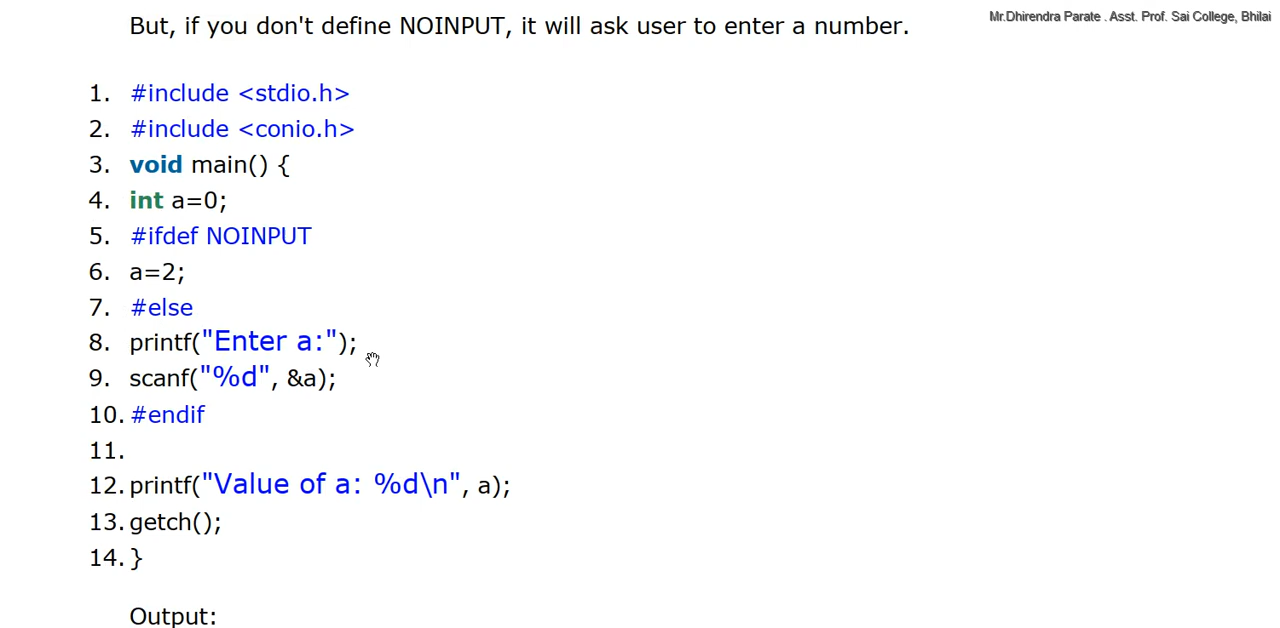 But, if you don't define NOINPUT, it will ask user to enter a number.
Mr.Dhirendra Parate . Asst. Prof. Sai College, Bhilai
1. #include <stdio.h>
2. #include <conio.h>
3. void main() {
4. int a=0;
5. #ifdef NOINPUT
6. a=2;
7. #else
8. printf("Enter a:");
9. scanf("%d", &a);
10. #endif
11.
12. printf("Value of a: %d\n", a);
13. getch();
14. }
Output: